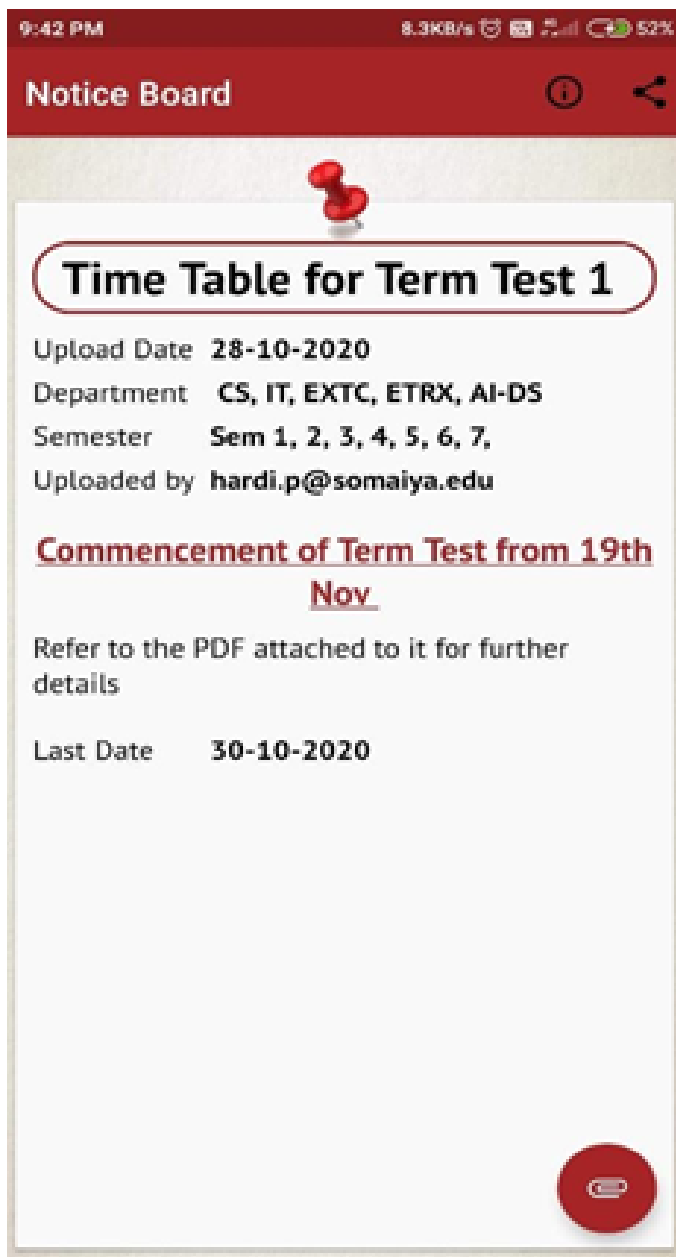 9:42 PM 8.3KB/s 52%
Notice Board
Time Table for Term Test 1
Upload Date 28-10-2020
Department CS, IT, EXTC, ETRX, AI-DS
Semester Sem 1, 2, 3, 4, 5, 6, 7,
Uploaded by hardi.p@somaiya.edu
Commencement of Term Test from 19th
Nov
Refer to the PDF attached to it for further
details
Last Date 30-10-2020